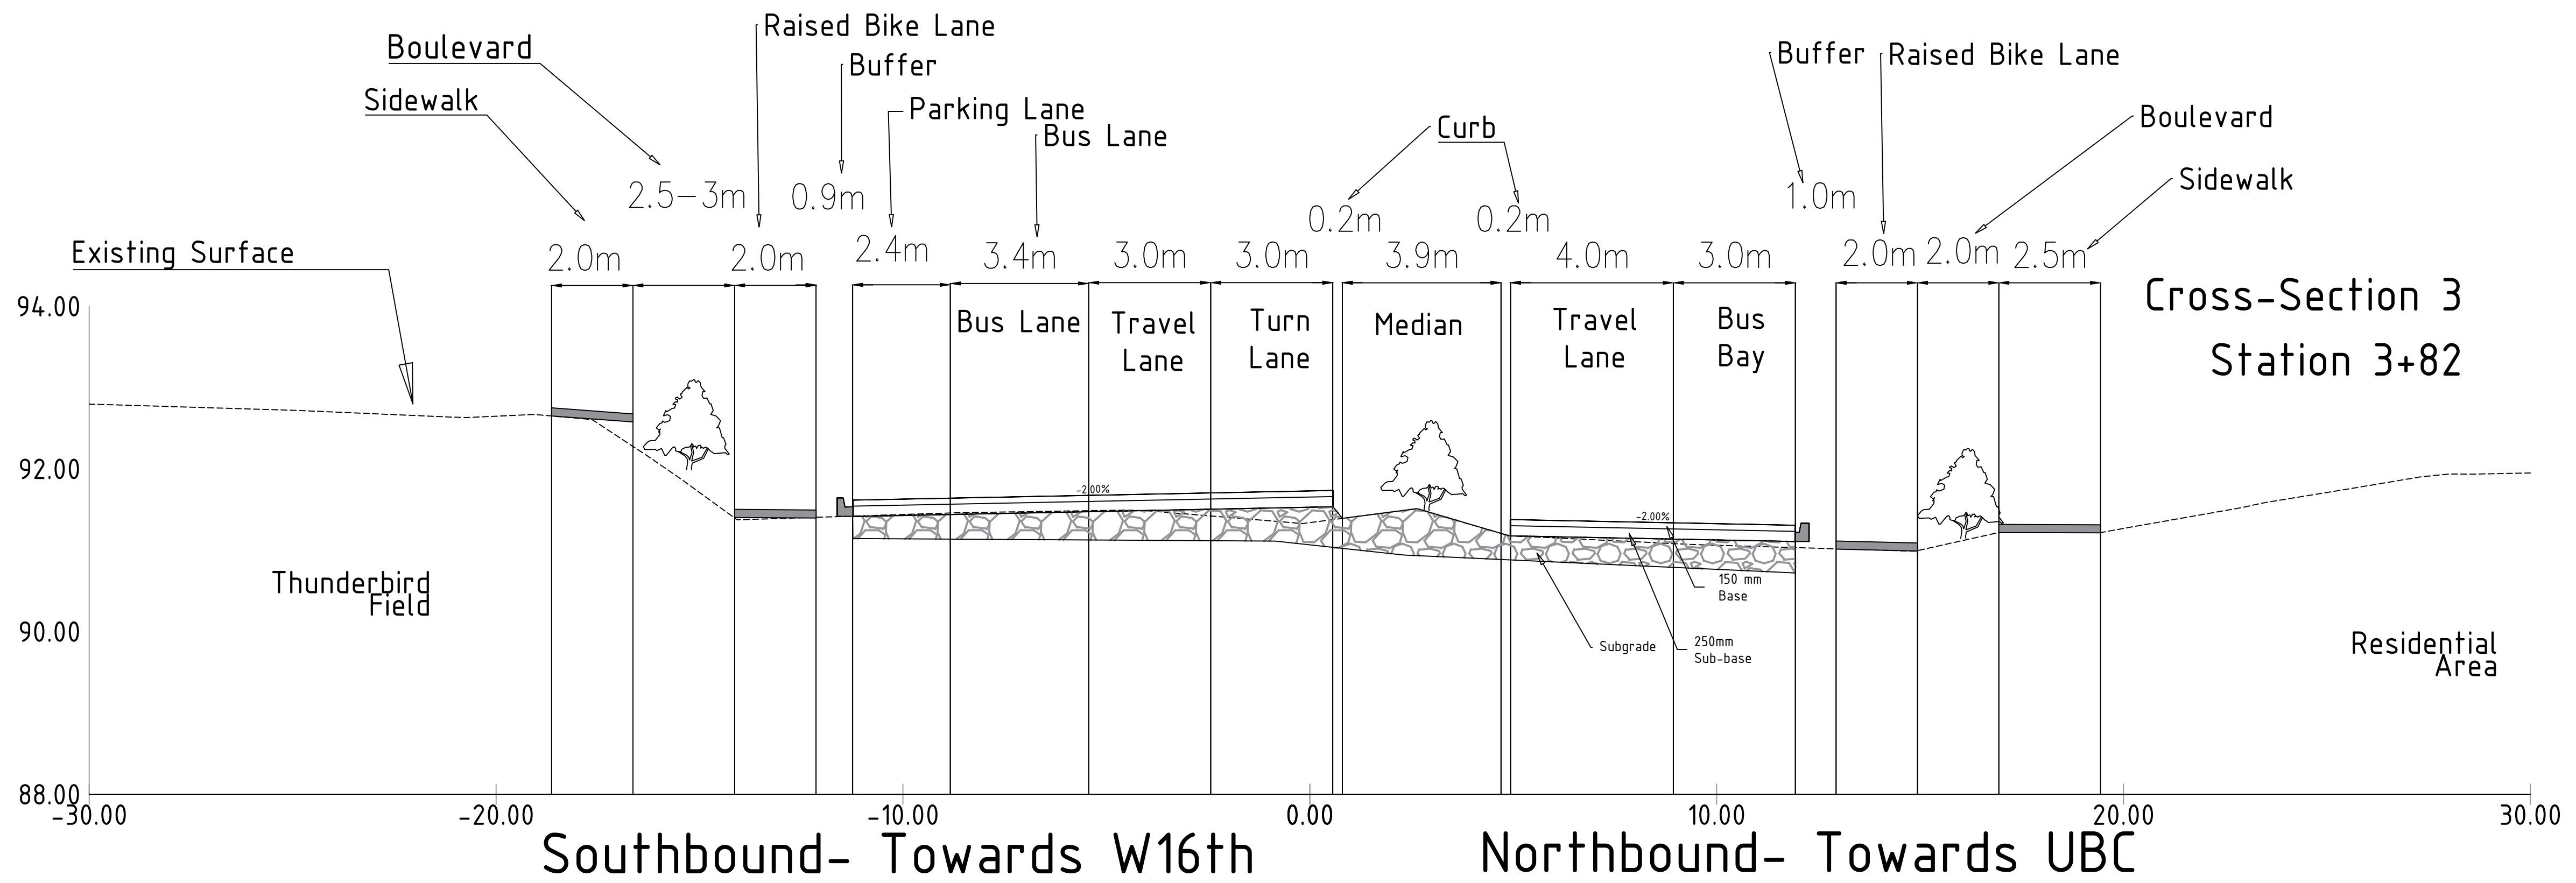 Raised Bike Lane
Boulevard
Buffer
Sidewalk
Parking Lane
Bus Lane
Curb
Buffer
Raised Bike Lane
Boulevard
Sidewalk
Existing Surface
2.0m
2.5-3m
2.0m
0.9m
2.4m
3.4m
3.0m
3.0m
0.2m
3.9m
0.2m
4.0m
3.0m
1.0m
2.0m
2.0m
2.5m
Cross-Section 3
Station 3+82
Bus Lane
Travel
Lane
Turn
Lane
Median
Travel
Lane
Bus
Bay
94.00
92.00
90.00
88.00
-2.00%
-2.00%
150 mm
Base
250mm
Sub-base
Subgrade
Thunderbird
Field
Residential
Area
-30.00
-20.00
-10.00
0.00
10.00
20.00
30.00
Southbound- Towards W16th
Northbound- Towards UBC